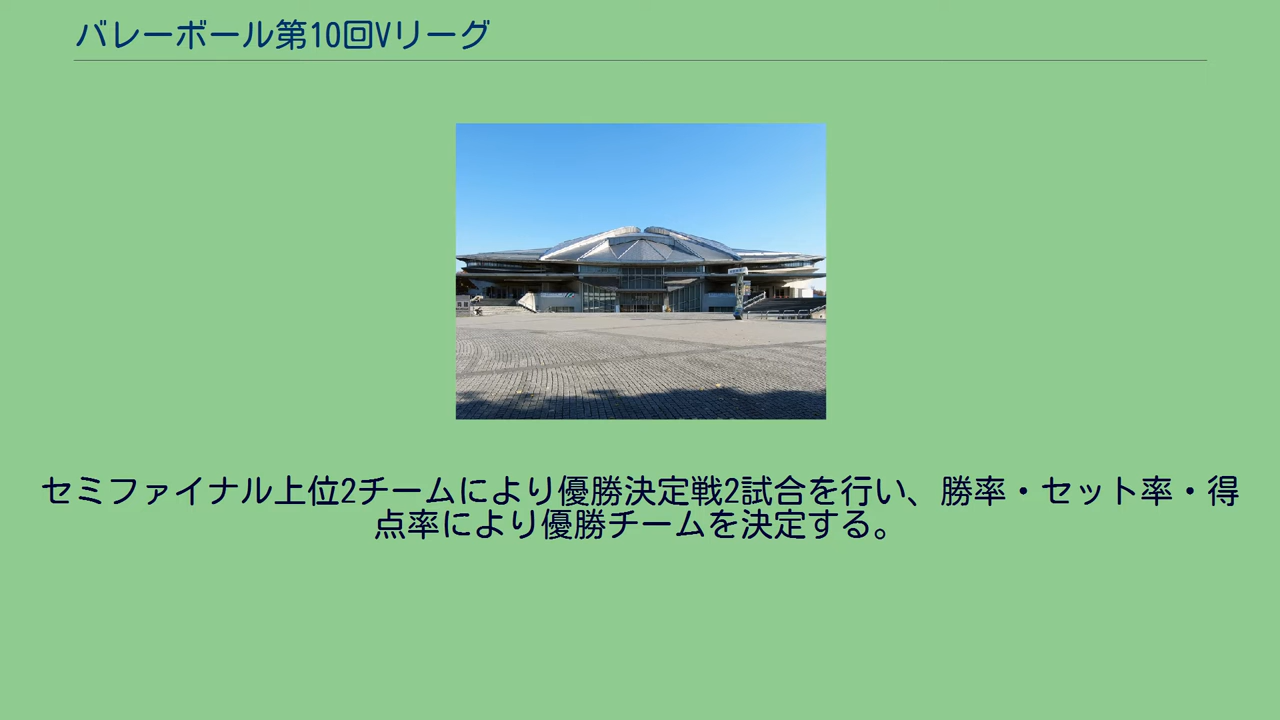 バレーボール第10回Vリーグ
セミファイナル上位2チームにより優勝決定戦2試合を行い、勝率・セット率・得
点率により優勝チームを決定する。